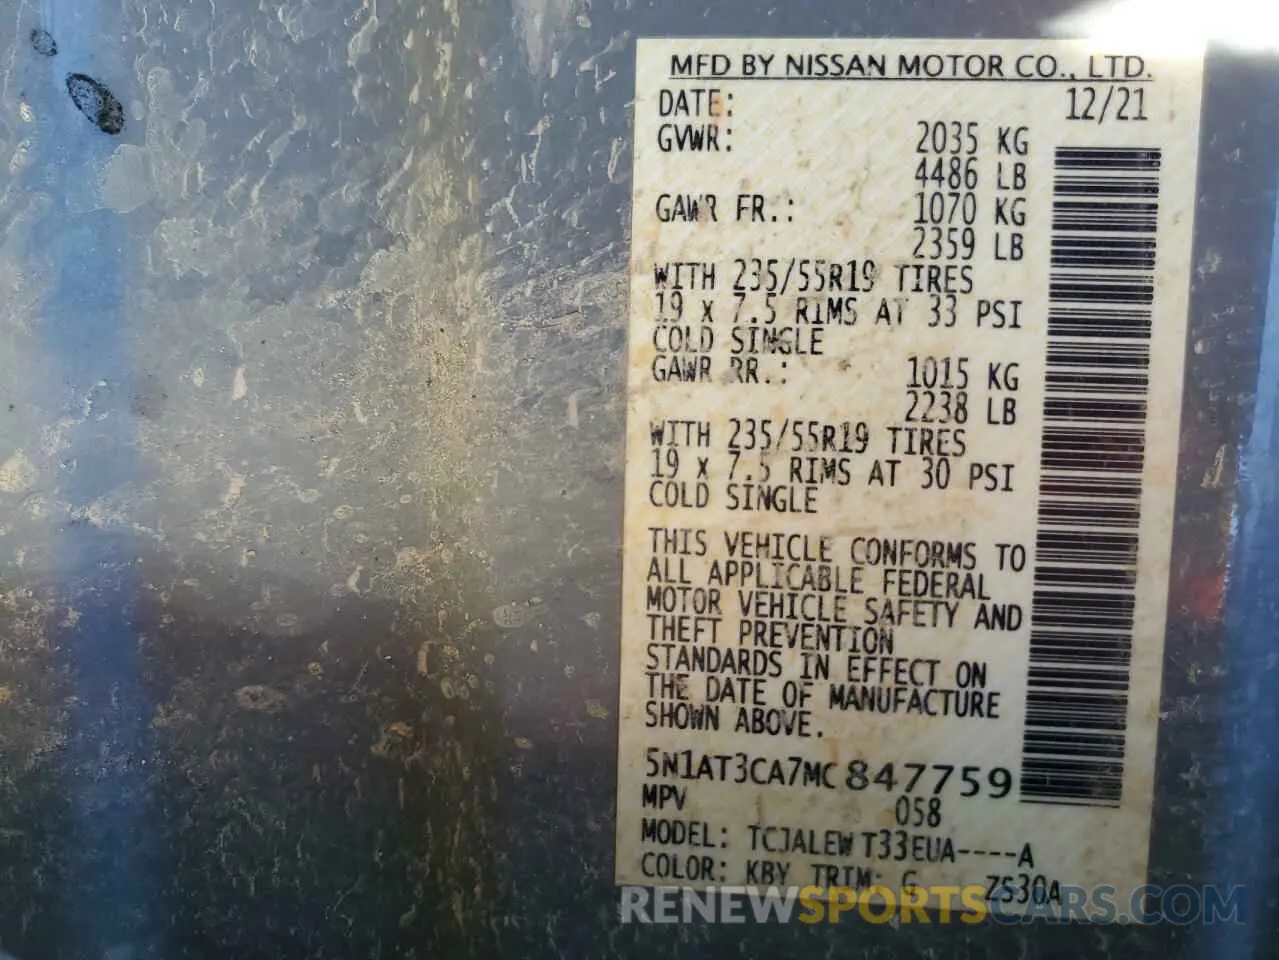 MFD BY NISSAN MOTOR CO., LTD.
DATE: 12/21
GVWR: 2035 KG
4486 LB
GAWR FR.: 1070 KG
2359 LB
WITH 235/55R19 TIRES
19 X 7.5 RIMS AT 33 PSI
COLD SINGLE
GAWR RR.: 1015 KG
2238 LB
WITH 235/55R19 TIRES
19 X 7.5 RIMS AT 30 PSI
COLD SINGLE
THIS VEHICLE CONFORMS TO
ALL APPLICABLE FEDERAL
MOTOR VEHICLE SAFETY AND
THEFT PREVENTION
STANDARDS IN EFFECT ON
THE DATE OF MANUFACTURE
SHOWN ABOVE.
5N1AT3CA7MC847759
MPV 058
MODEL: TCJALEW T33EUA----A
COLOR: KBY TRIM: G ZS30A
RENEWSPORTSCARS.COM